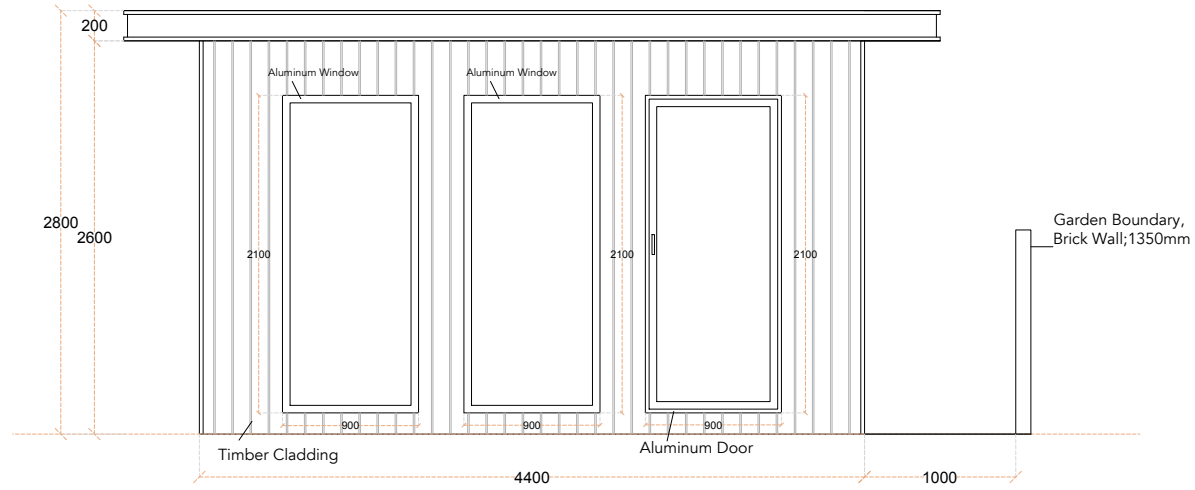 200
Aluminum Window
Aluminum Window
2800
2600
Garden Boundary,
Brick Wall;1350mm
2100
2100
2100
900
900
900
Timber Cladding
Aluminum Door
4400
1000